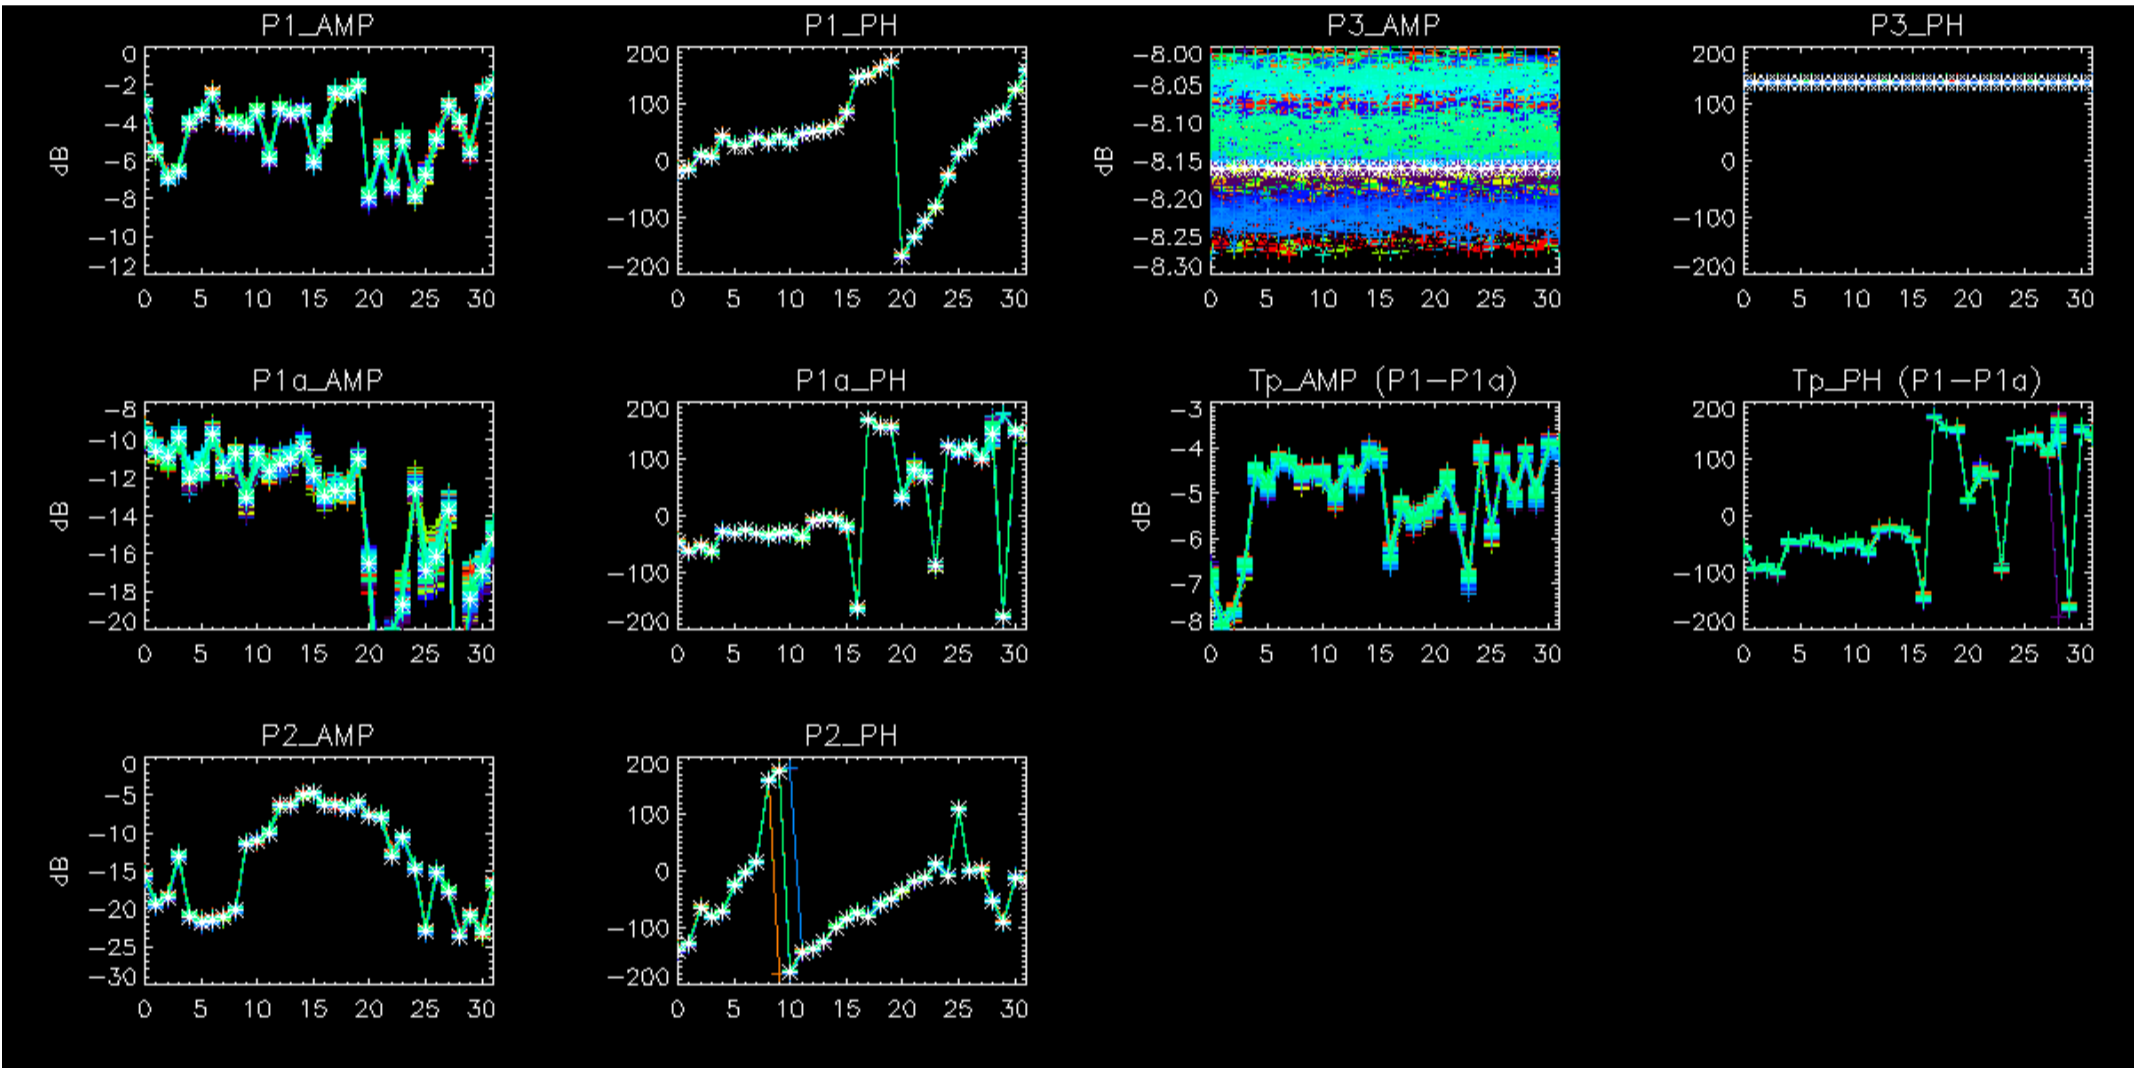 P1_AMP
dB
0
−2
−4
−6
−8
−10
−12
0 5 10 15 20 25 30
P1_PH
200
100
0
−100
−200
0 5 10 15 20 25 30
P3_AMP
dB
−8.00
−8.05
−8.10
−8.15
−8.20
−8.25
−8.30
0 5 10 15 20 25 30
P3_PH
200
100
0
−100
−200
0 5 10 15 20 25 30
P1a_AMP
dB
−8
−10
−12
−14
−16
−18
−20
0 5 10 15 20 25 30
P1a_PH
200
100
0
−100
−200
0 5 10 15 20 25 30
Tp_AMP (P1−P1a)
dB
−3
−4
−5
−6
−7
−8
0 5 10 15 20 25 30
Tp_PH (P1−P1a)
200
100
0
−100
−200
0 5 10 15 20 25 30
P2_AMP
dB
0
−5
−10
−15
−20
−25
−30
0 5 10 15 20 25 30
P2_PH
200
100
0
−100
−200
0 5 10 15 20 25 30